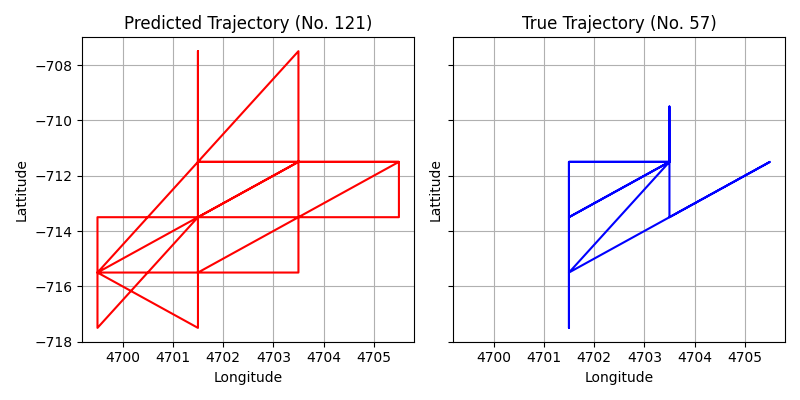 Predicted Trajectory (No. 121)
True Trajectory (No. 57)
−708
−710
−712
−714
−716
−718
Lattitude
Lattitude
4700 4701 4702 4703 4704 4705
4700 4701 4702 4703 4704 4705
Longitude
Longitude